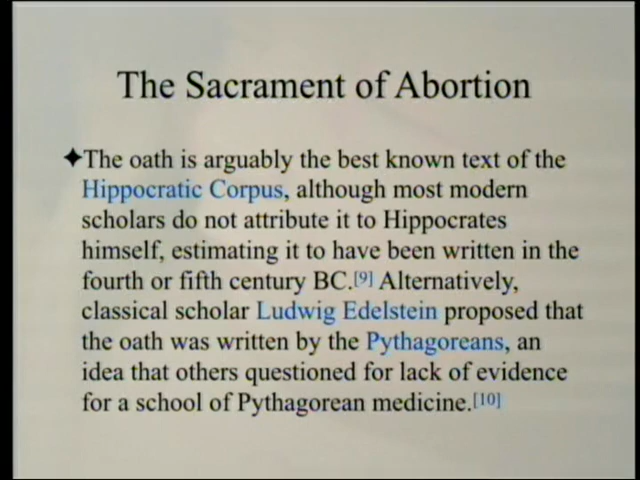 The Sacrament of Abortion
✦The oath is arguably the best known text of the
Hippocratic Corpus, although most modern
scholars do not attribute it to Hippocrates
himself, estimating it to have been written in the
fourth or fifth century BC.[9] Alternatively,
classical scholar Ludwig Edelstein proposed that
the oath was written by the Pythagoreans, an
idea that others questioned for lack of evidence
for a school of Pythagorean medicine.[10]